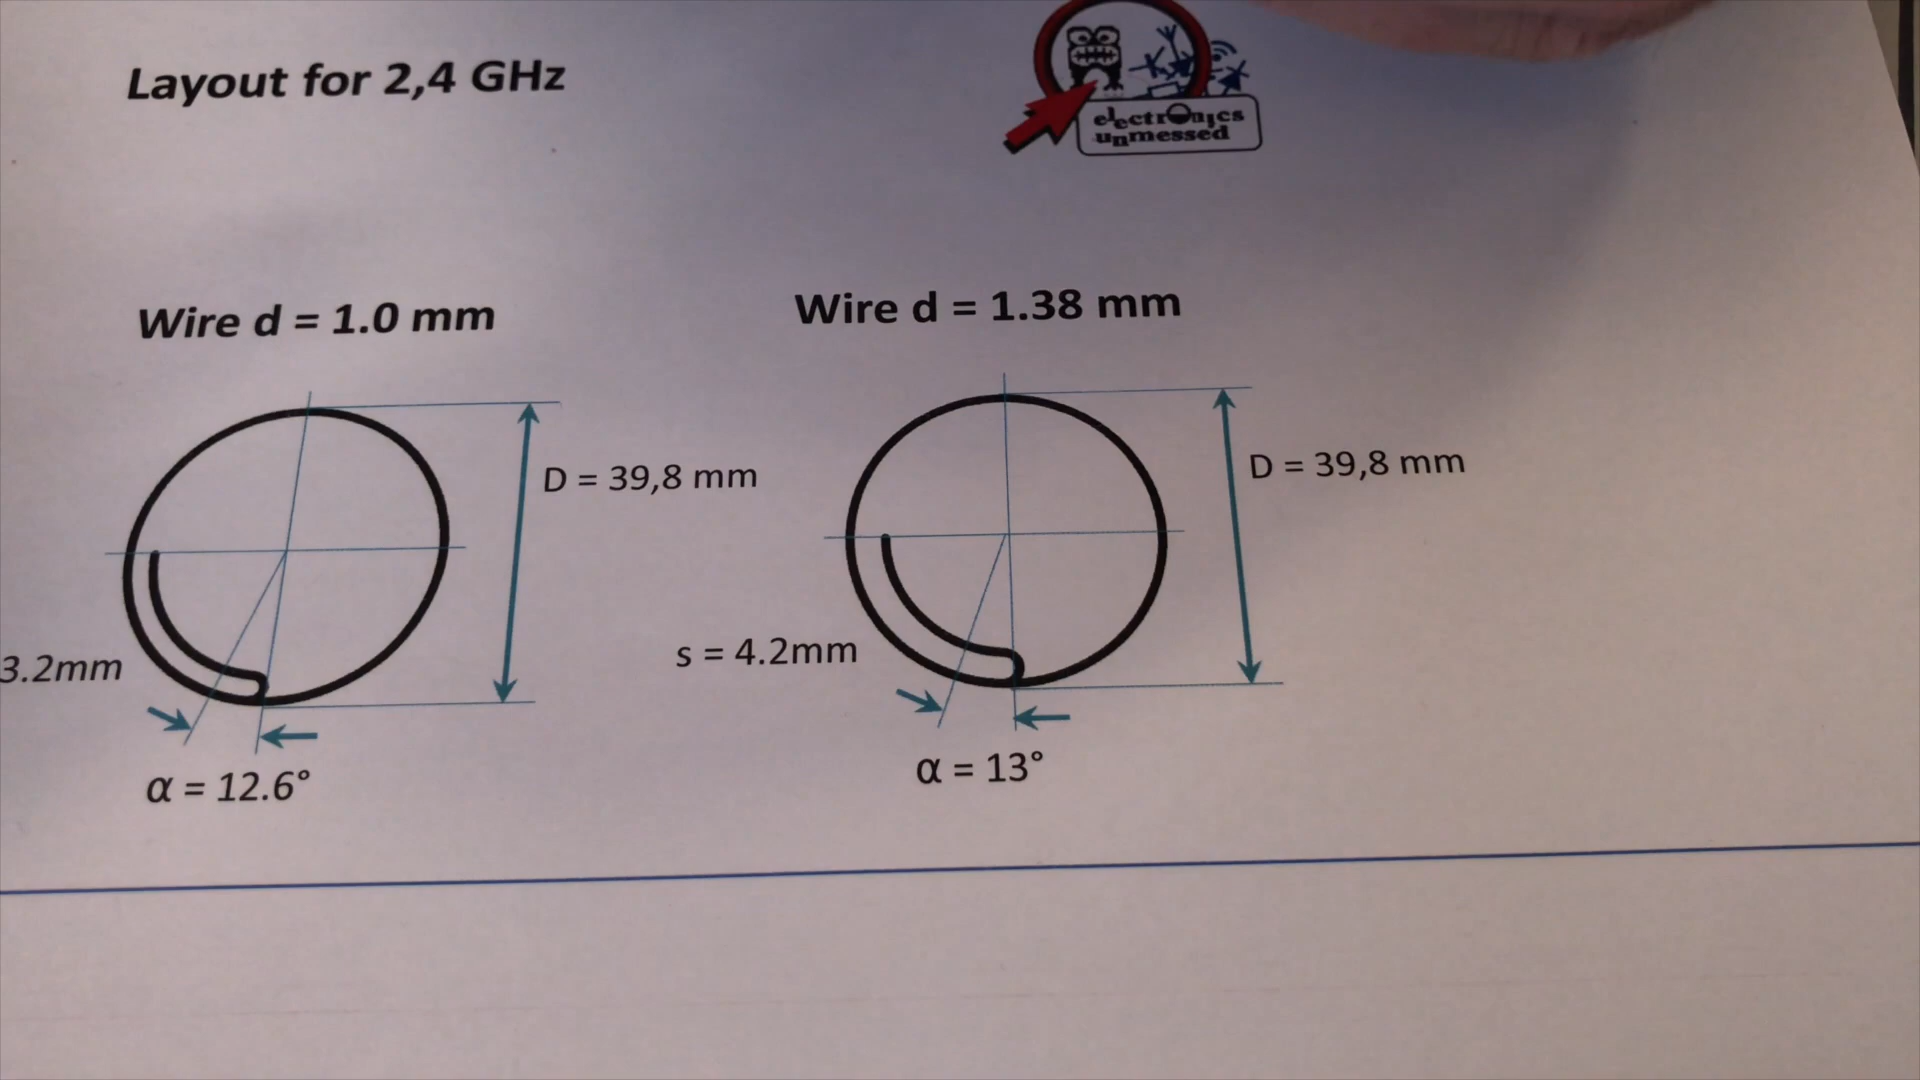 Layout for 2,4 GHz
electronics
unmessed
Wire d = 1.0 mm
Wire d = 1.38 mm
D = 39,8 mm
D = 39,8 mm
3.2mm
s = 4.2mm
α = 12.6°
α = 13°